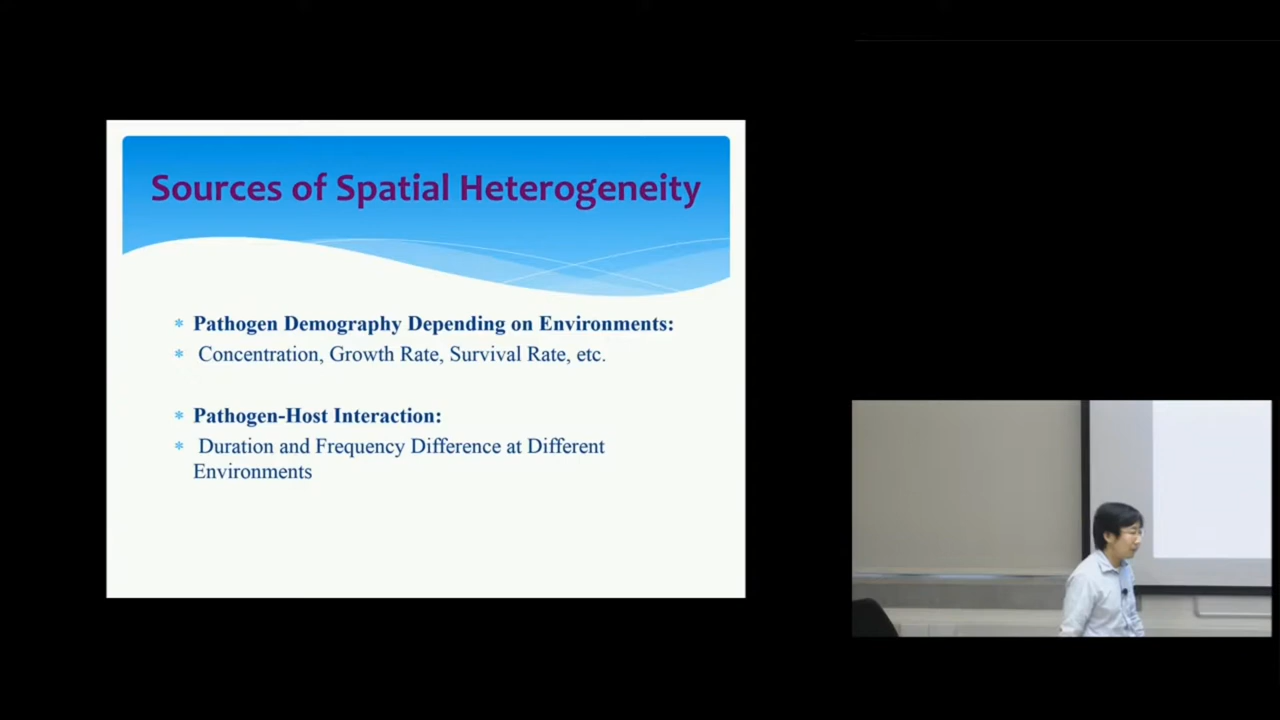 Sources of Spatial Heterogeneity
* Pathogen Demography Depending on Environments:
* Concentration, Growth Rate, Survival Rate, etc.
* Pathogen-Host Interaction:
* Duration and Frequency Difference at Different
Environments